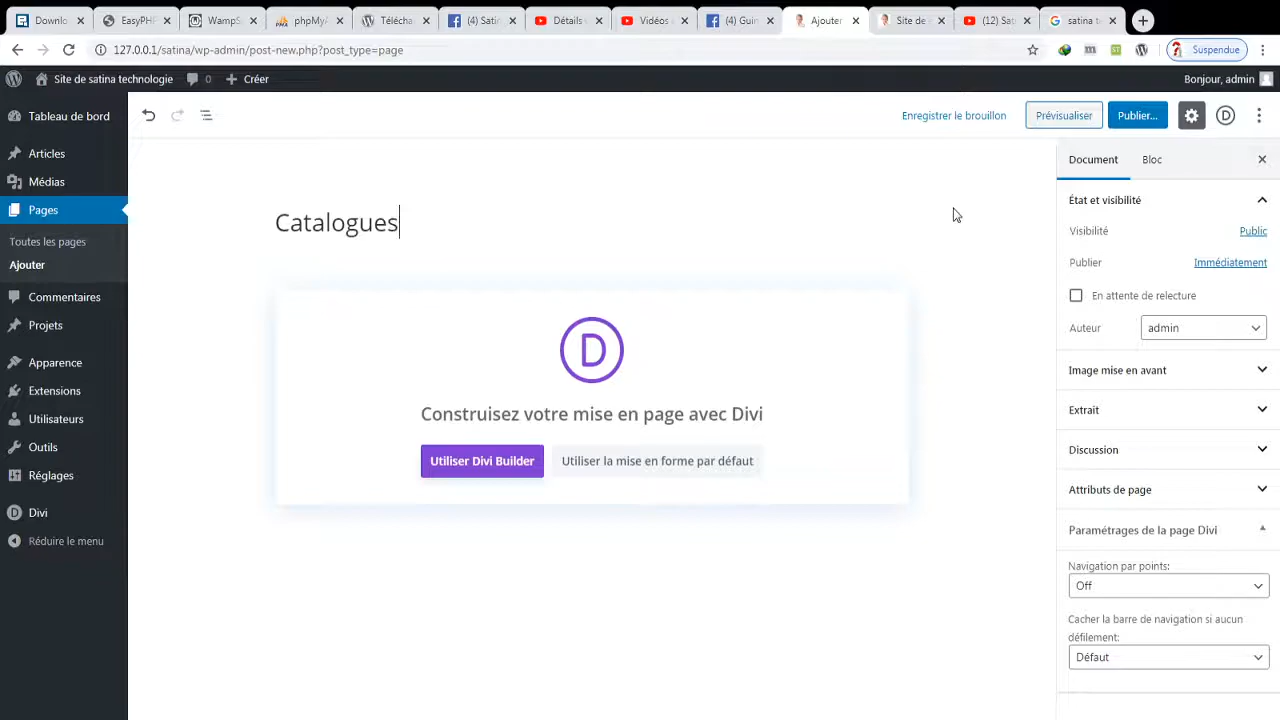 Downlo
EasyPHP
WampS
phpMyA
Télécha
(4) Satin
Détails v
Vidéos
(4) Guin
Ajouter
Site de
(12) Sati
satina te
127.0.0.1/satina/wp-admin/post-new.php?post_type=page
Suspendue
Site de satina technologie
0
Créer
Bonjour, admin
Tableau de bord
Articles
Médias
Pages
Toutes les pages
Ajouter
Commentaires
Projets
Apparence
Extensions
Utilisateurs
Outils
Réglages
Divi
Réduire le menu
Enregistrer le brouillon
Prévisualiser
Publier...
D
Catalogues
D
Construisez votre mise en page avec Divi
Utiliser Divi Builder
Utiliser la mise en forme par défaut
Document
Bloc
État et visibilité
Visibilité
Public
Publier
Immédiatement
En attente de relecture
Auteur
admin
Image mise en avant
Extrait
Discussion
Attributs de page
Paramétrages de la page Divi
Navigation par points:
Off
Cacher la barre de navigation si aucun
défilement:
Défaut